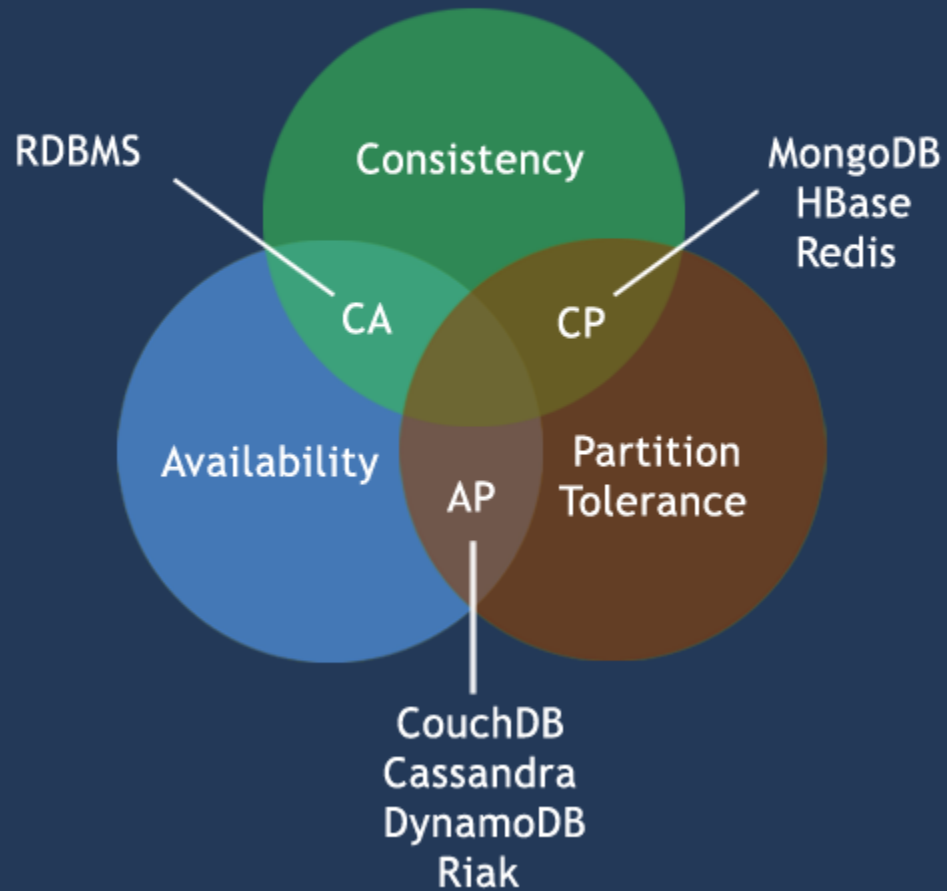 Consistency
RDBMS
MongoDB
HBase
Redis
CA
CP
Availability
Partition
Tolerance
AP
CouchDB
Cassandra
DynamoDB
Riak